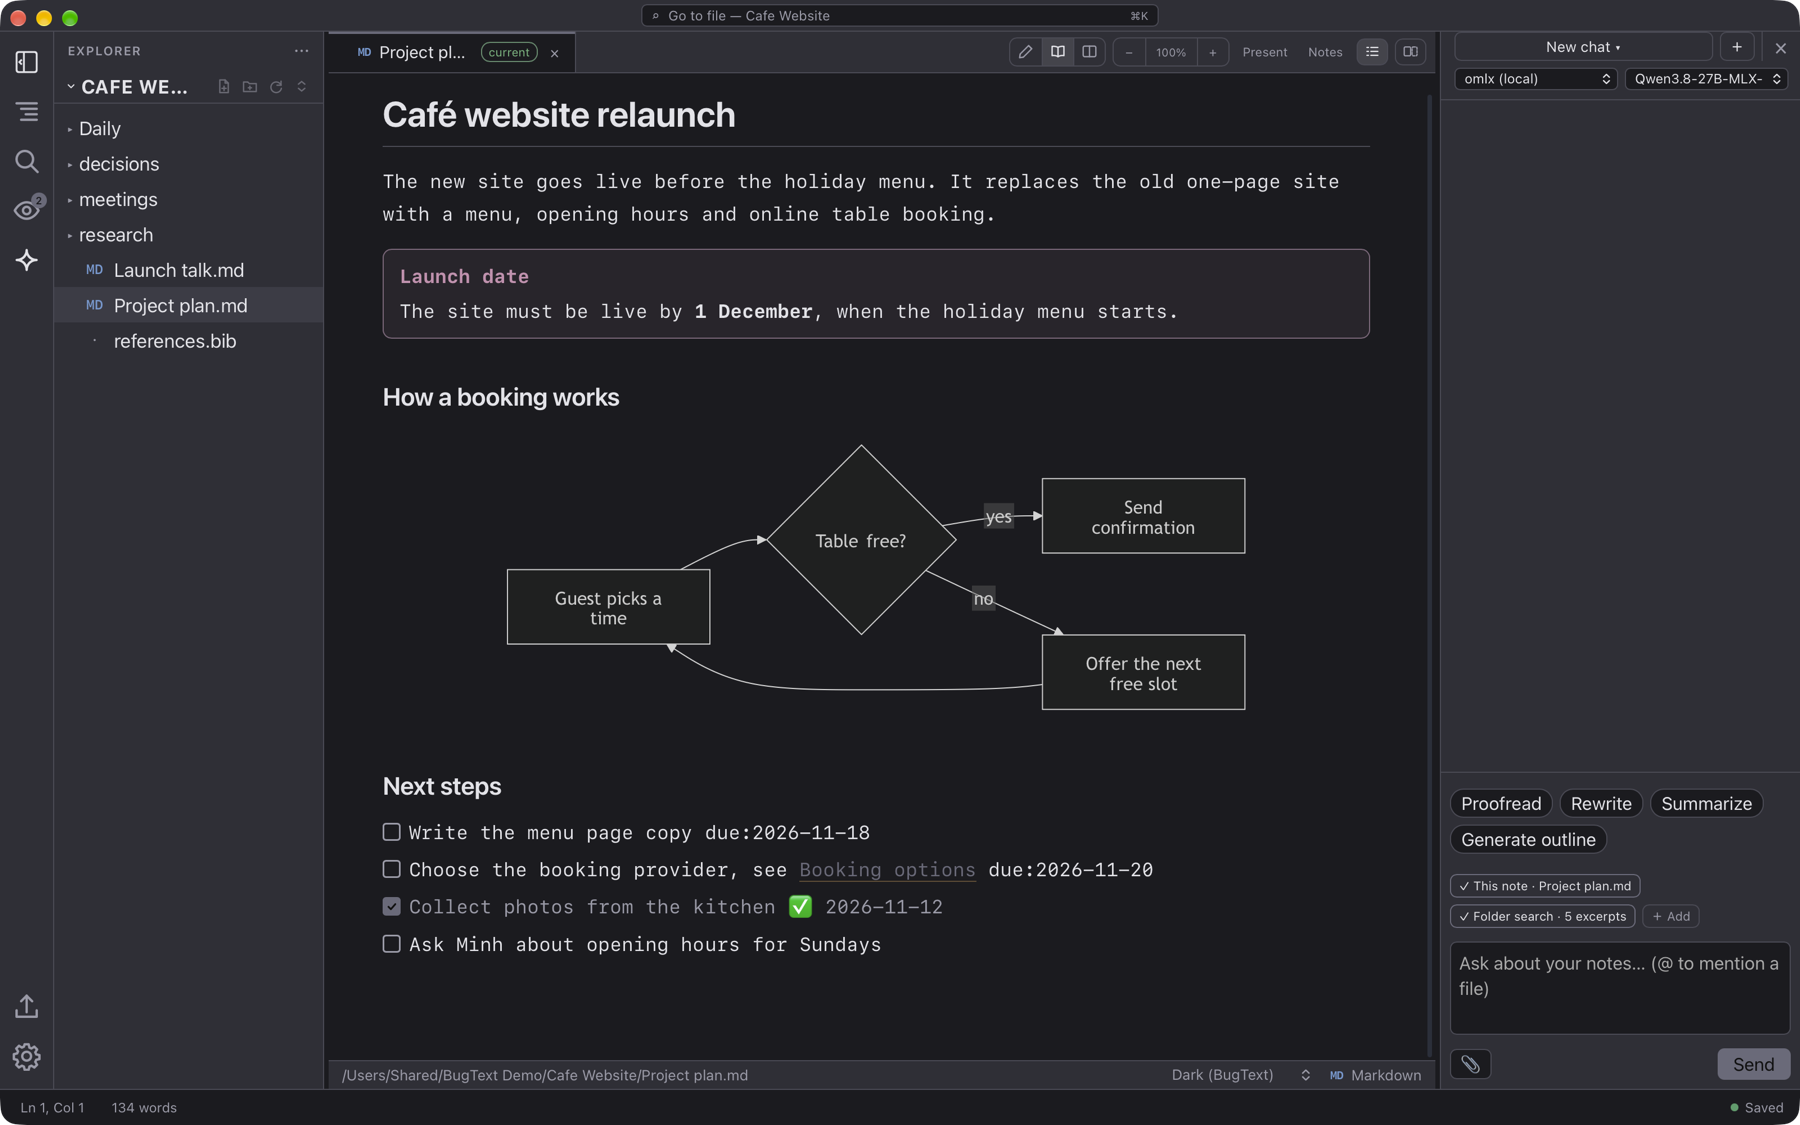 Go to file — Cafe Website
⌘K
EXPLORER
CAFE WE...
Daily
decisions
2
meetings
research
MD Launch talk.md
MD Project plan.md
references.bib
MD Project pl... current
100%
Present
Notes
Café website relaunch
The new site goes live before the holiday menu. It replaces the old one-page site
with a menu, opening hours and online table booking.
Launch date
The site must be live by 1 December, when the holiday menu starts.
How a booking works
Guest picks a
time
Table free?
yes
no
Send
confirmation
Offer the next
free slot
Next steps
Write the menu page copy due:2026-11-18
Choose the booking provider, see Booking options due:2026-11-20
Collect photos from the kitchen ✅ 2026-11-12
Ask Minh about opening hours for Sundays
/Users/Shared/BugText Demo/Cafe Website/Project plan.md
Dark (BugText)
MD Markdown
New chat
omlx (local)
Qwen3.8-27B-MLX-
Proofread
Rewrite
Summarize
Generate outline
✓ This note · Project plan.md
✓ Folder search · 5 excerpts
+ Add
Ask about your notes... (@ to mention a
file)
Send
Ln 1, Col 1
134 words
Saved